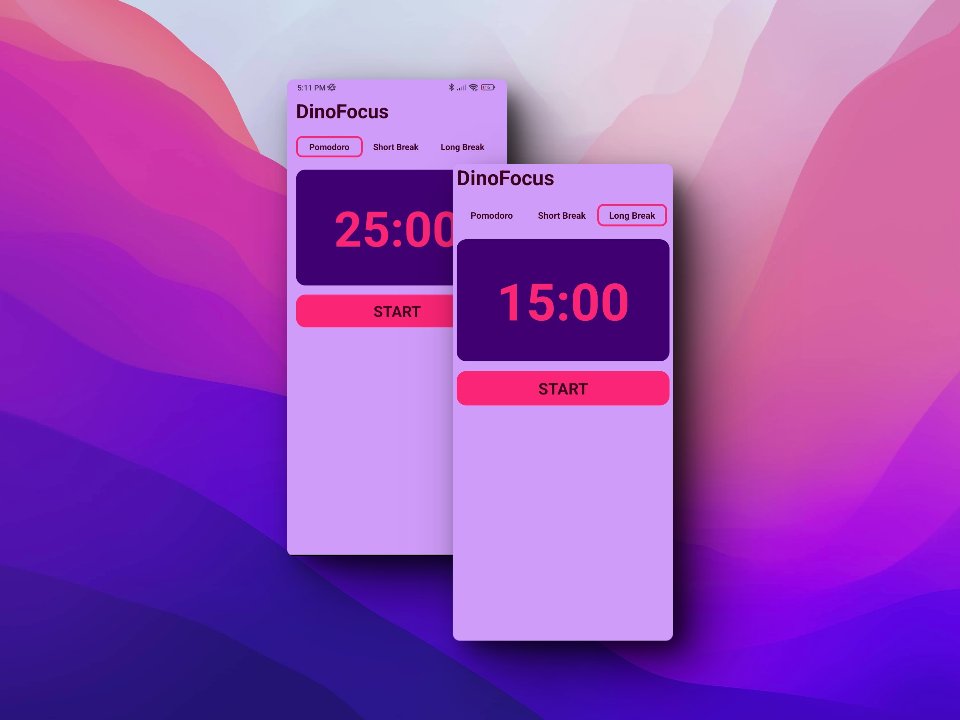 5:11 PM
DinoFocus
Pomodoro Short Break Long Break
25:00
START
DinoFocus
Pomodoro Short Break Long Break
15:00
START